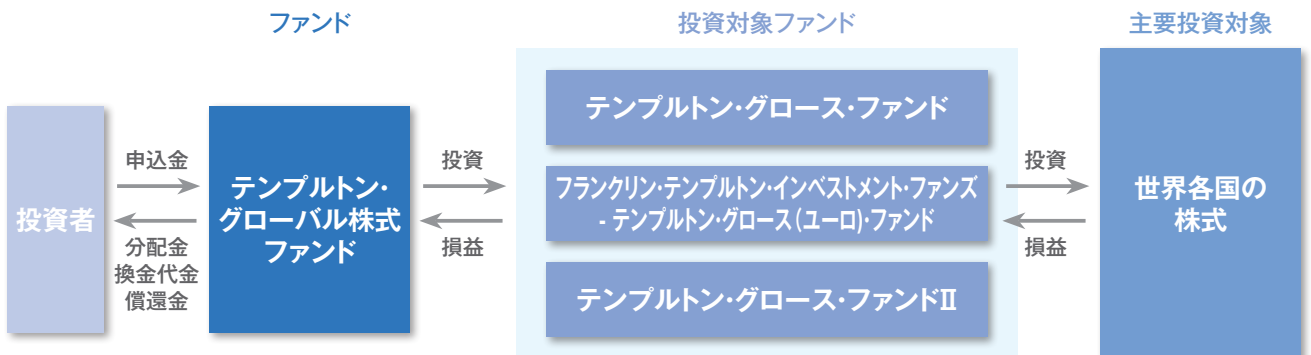 ファンド
投資対象ファンド
主要投資対象
投資者
申込金
分配金
換金代金
償還金
テンプルトン・
グローバル株式
ファンド
投資
損益
テンプルトン・グロース・ファンド
フランクリン・テンプルトン・インベストメント・ファンズ
- テンプルトン・グロース(ユーロ)・ファンド
テンプルトン・グロース・ファンドⅡ
投資
損益
世界各国の
株式